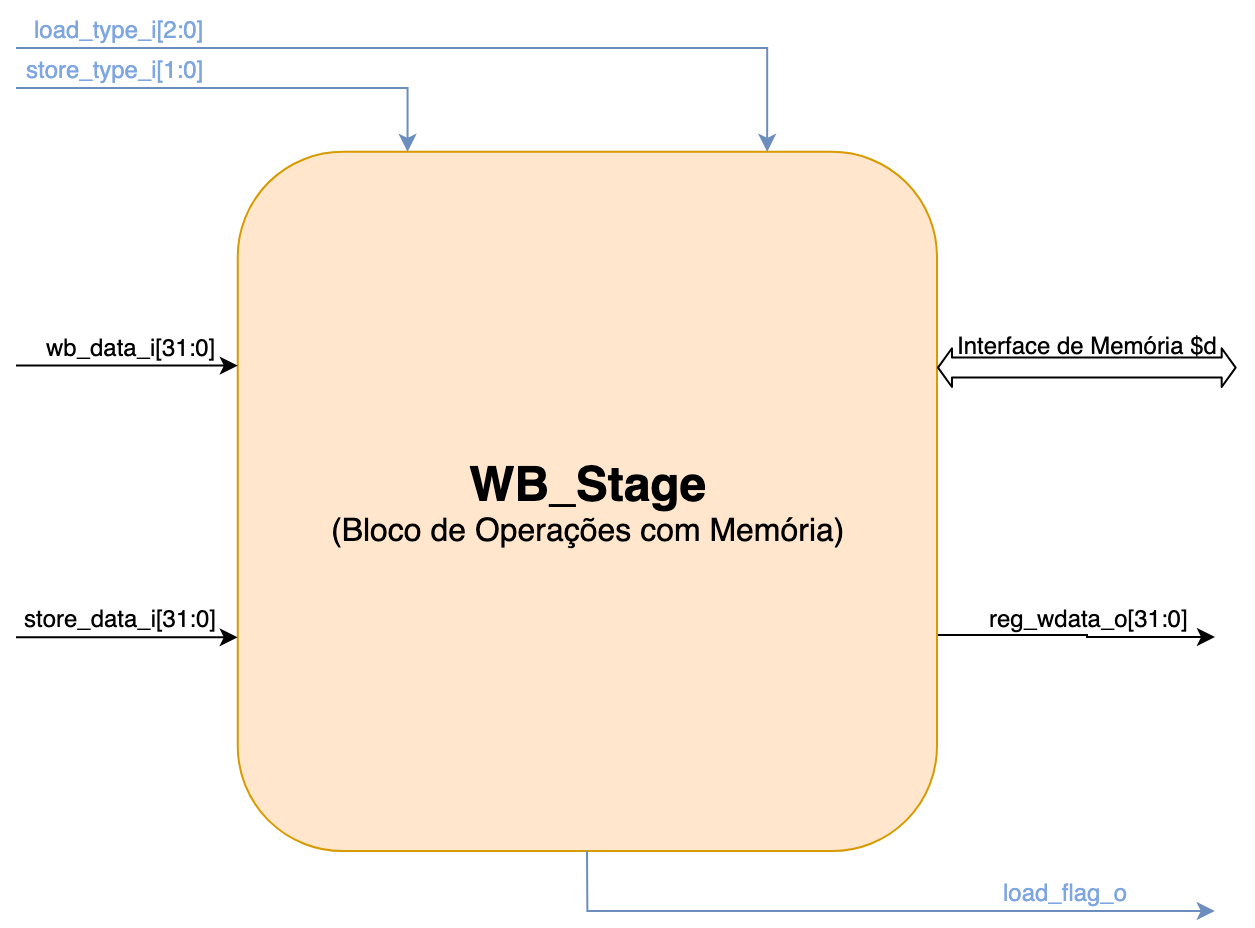 load_type_i[2:0]
store_type_i[1:0]
wb_data_i[31:0]
Interface de Memória $d
WB_Stage
(Bloco de Operações com Memória)
store_data_i[31:0]
reg_wdata_o[31:0]
load_flag_o